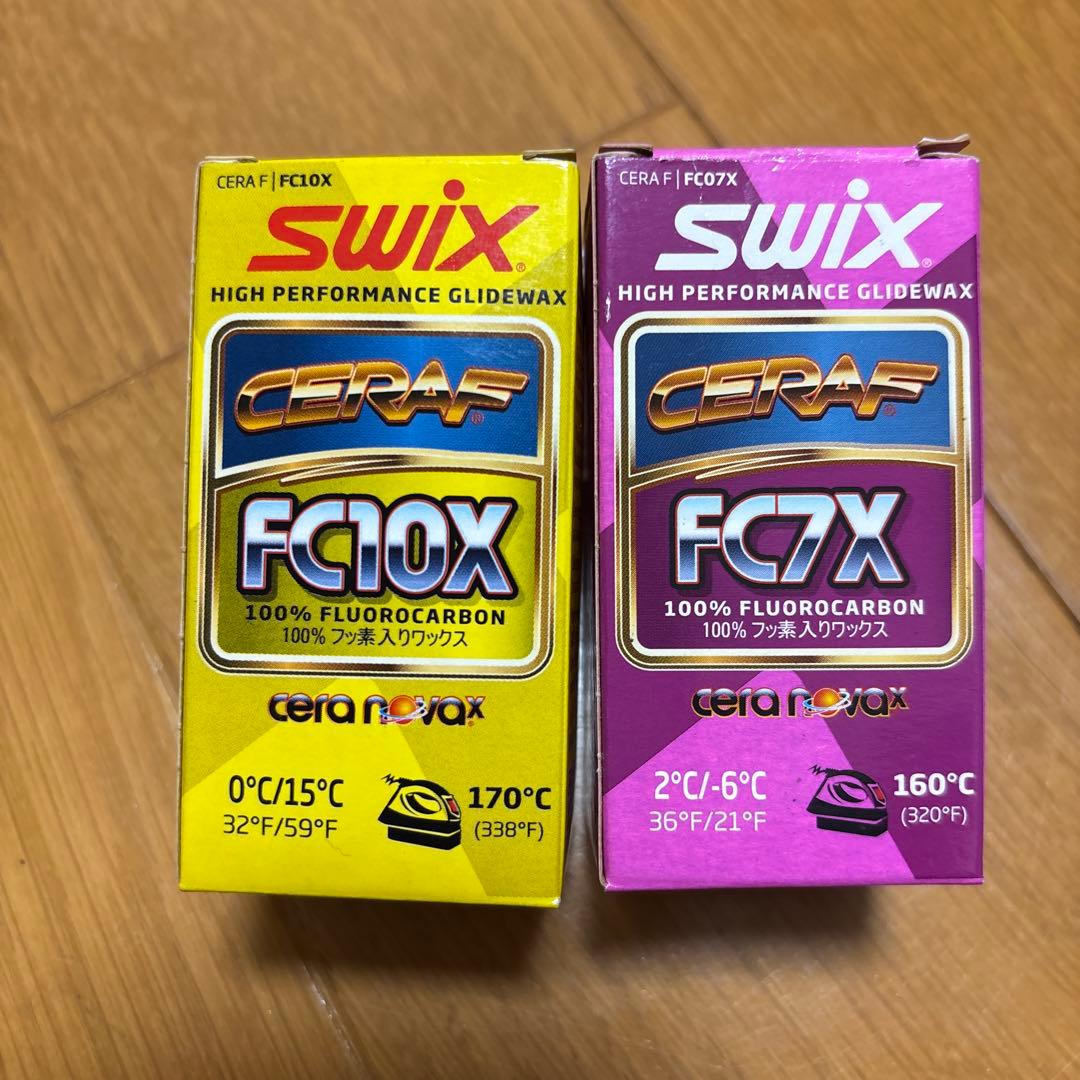 CERA F | FC10X
SWIX®
HIGH PERFORMANCE GLIDEWAX
CERAF®
FC10X
100% FLUOROCARBON
100% フッ素入りワックス
cera novax
0°C/15°C
32°F/59°F
170°C
(338°F)
CERA F | FC07X
SWIX®
HIGH PERFORMANCE GLIDEWAX
CERAF®
FC7X
100% FLUOROCARBON
100% フッ素入りワックス
cera novax
2°C/-6°C
36°F/21°F
160°C
(320°F)